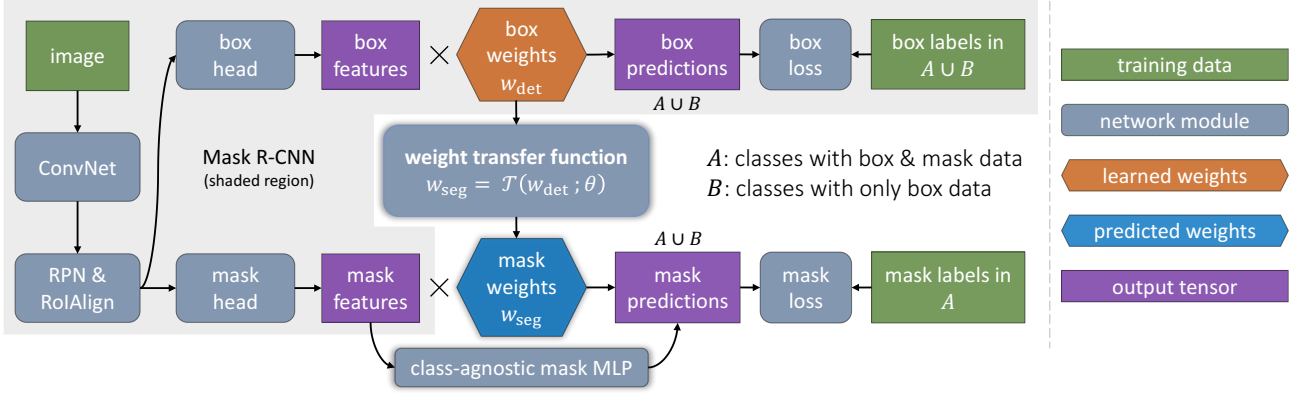 image
box
head
box
features
×
box
weights
w_det
box
predictions
A ∪ B
box
loss
box labels in
A ∪ B
ConvNet
Mask R-CNN
(shaded region)
weight transfer function
w_seg = 𝒯(w_det ; θ)
A: classes with box & mask data
B: classes with only box data
RPN &
RoIAlign
mask
head
mask
features
×
mask
weights
w_seg
A ∪ B
mask
predictions
mask
loss
mask labels in
A
class-agnostic mask MLP
training data
network module
learned weights
predicted weights
output tensor